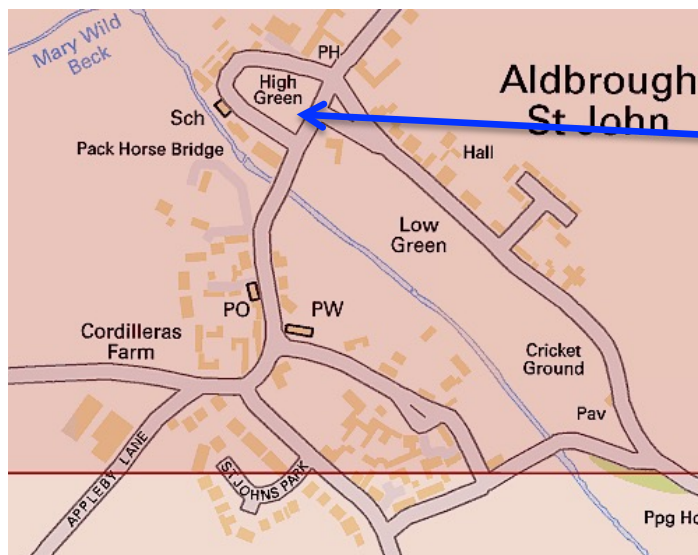 Mary Wild
Beck
PH
High
Green
Aldbrough
St John
Sch
Pack Horse Bridge
Hall
Low
Green
PO
PW
Cordilleras
Farm
Cricket
Ground
Pav
APPLEBY LANE
ST JOHNS PARK
Ppg